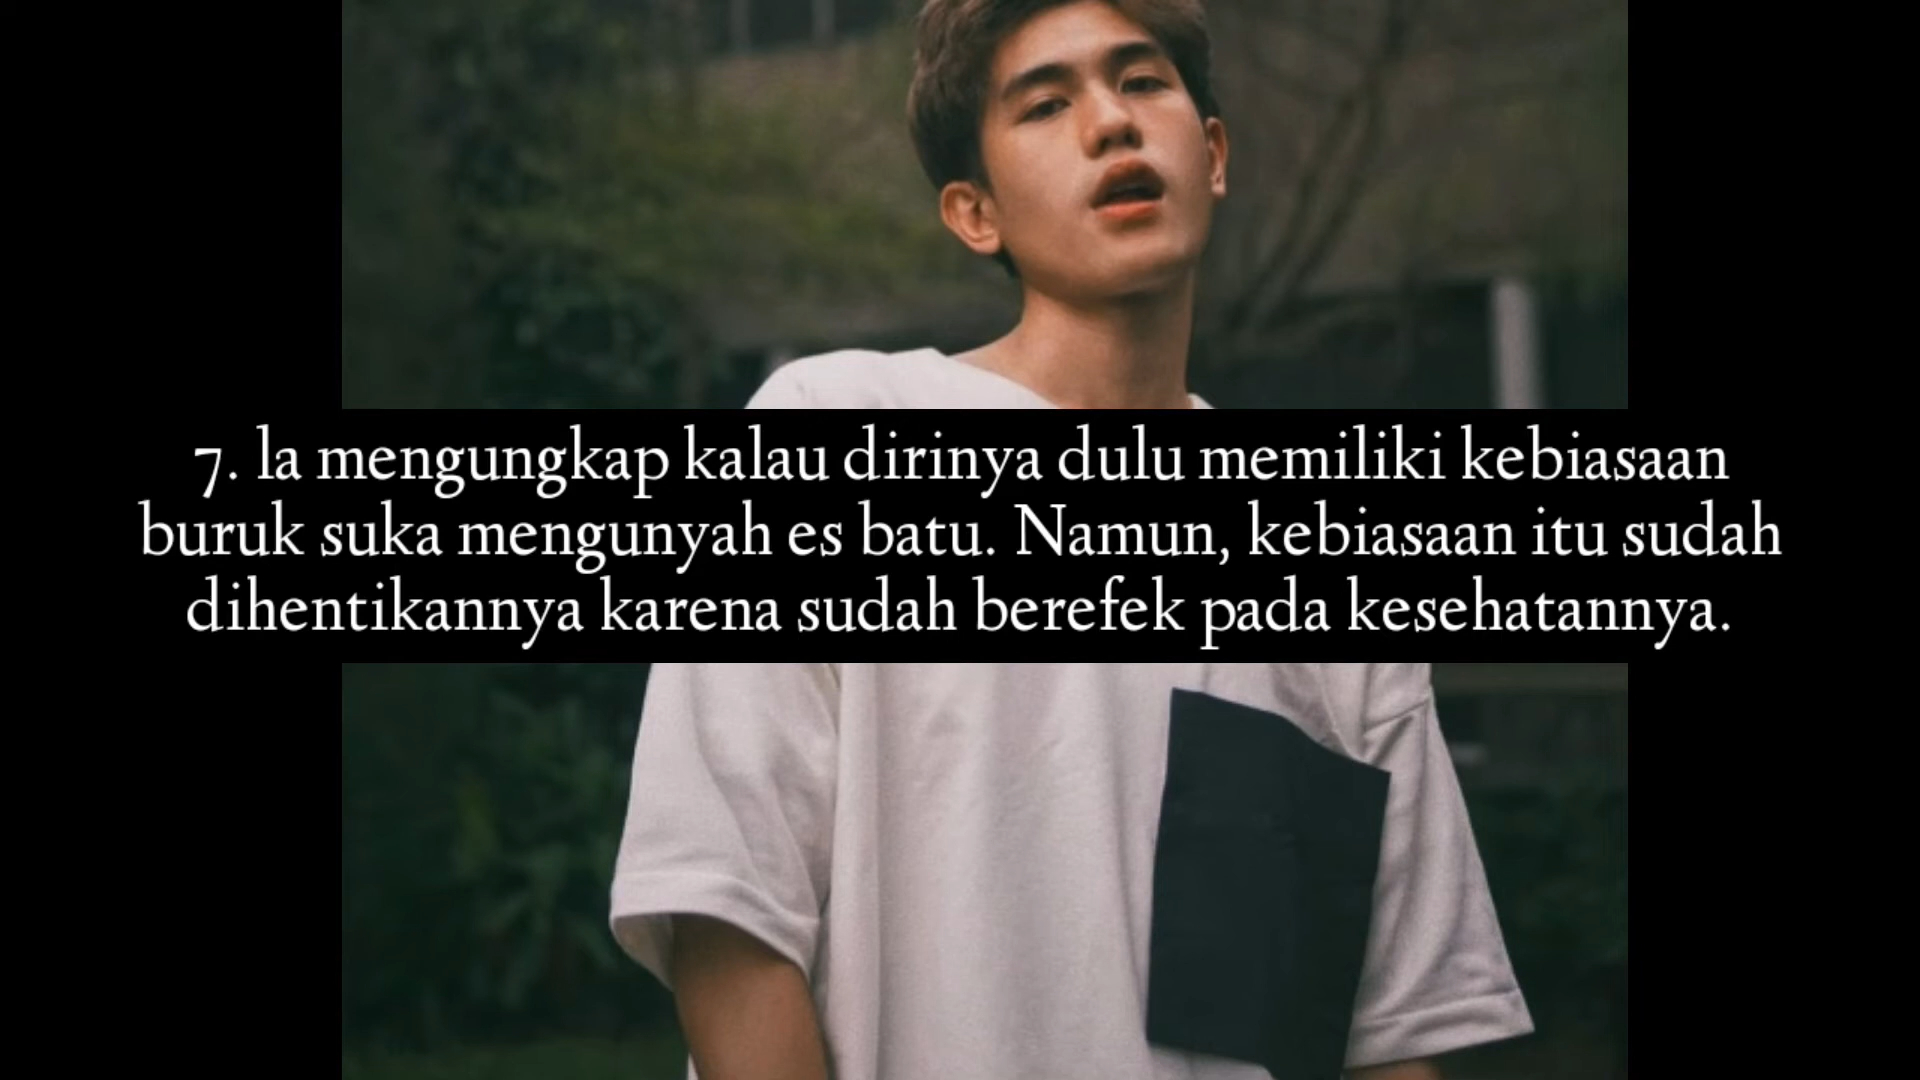 7. la mengungkap kalau dirinya dulu memiliki kebiasaan
buruk suka mengunyah es batu. Namun, kebiasaan itu sudah
dihentikannya karena sudah berefek pada kesehatannya.